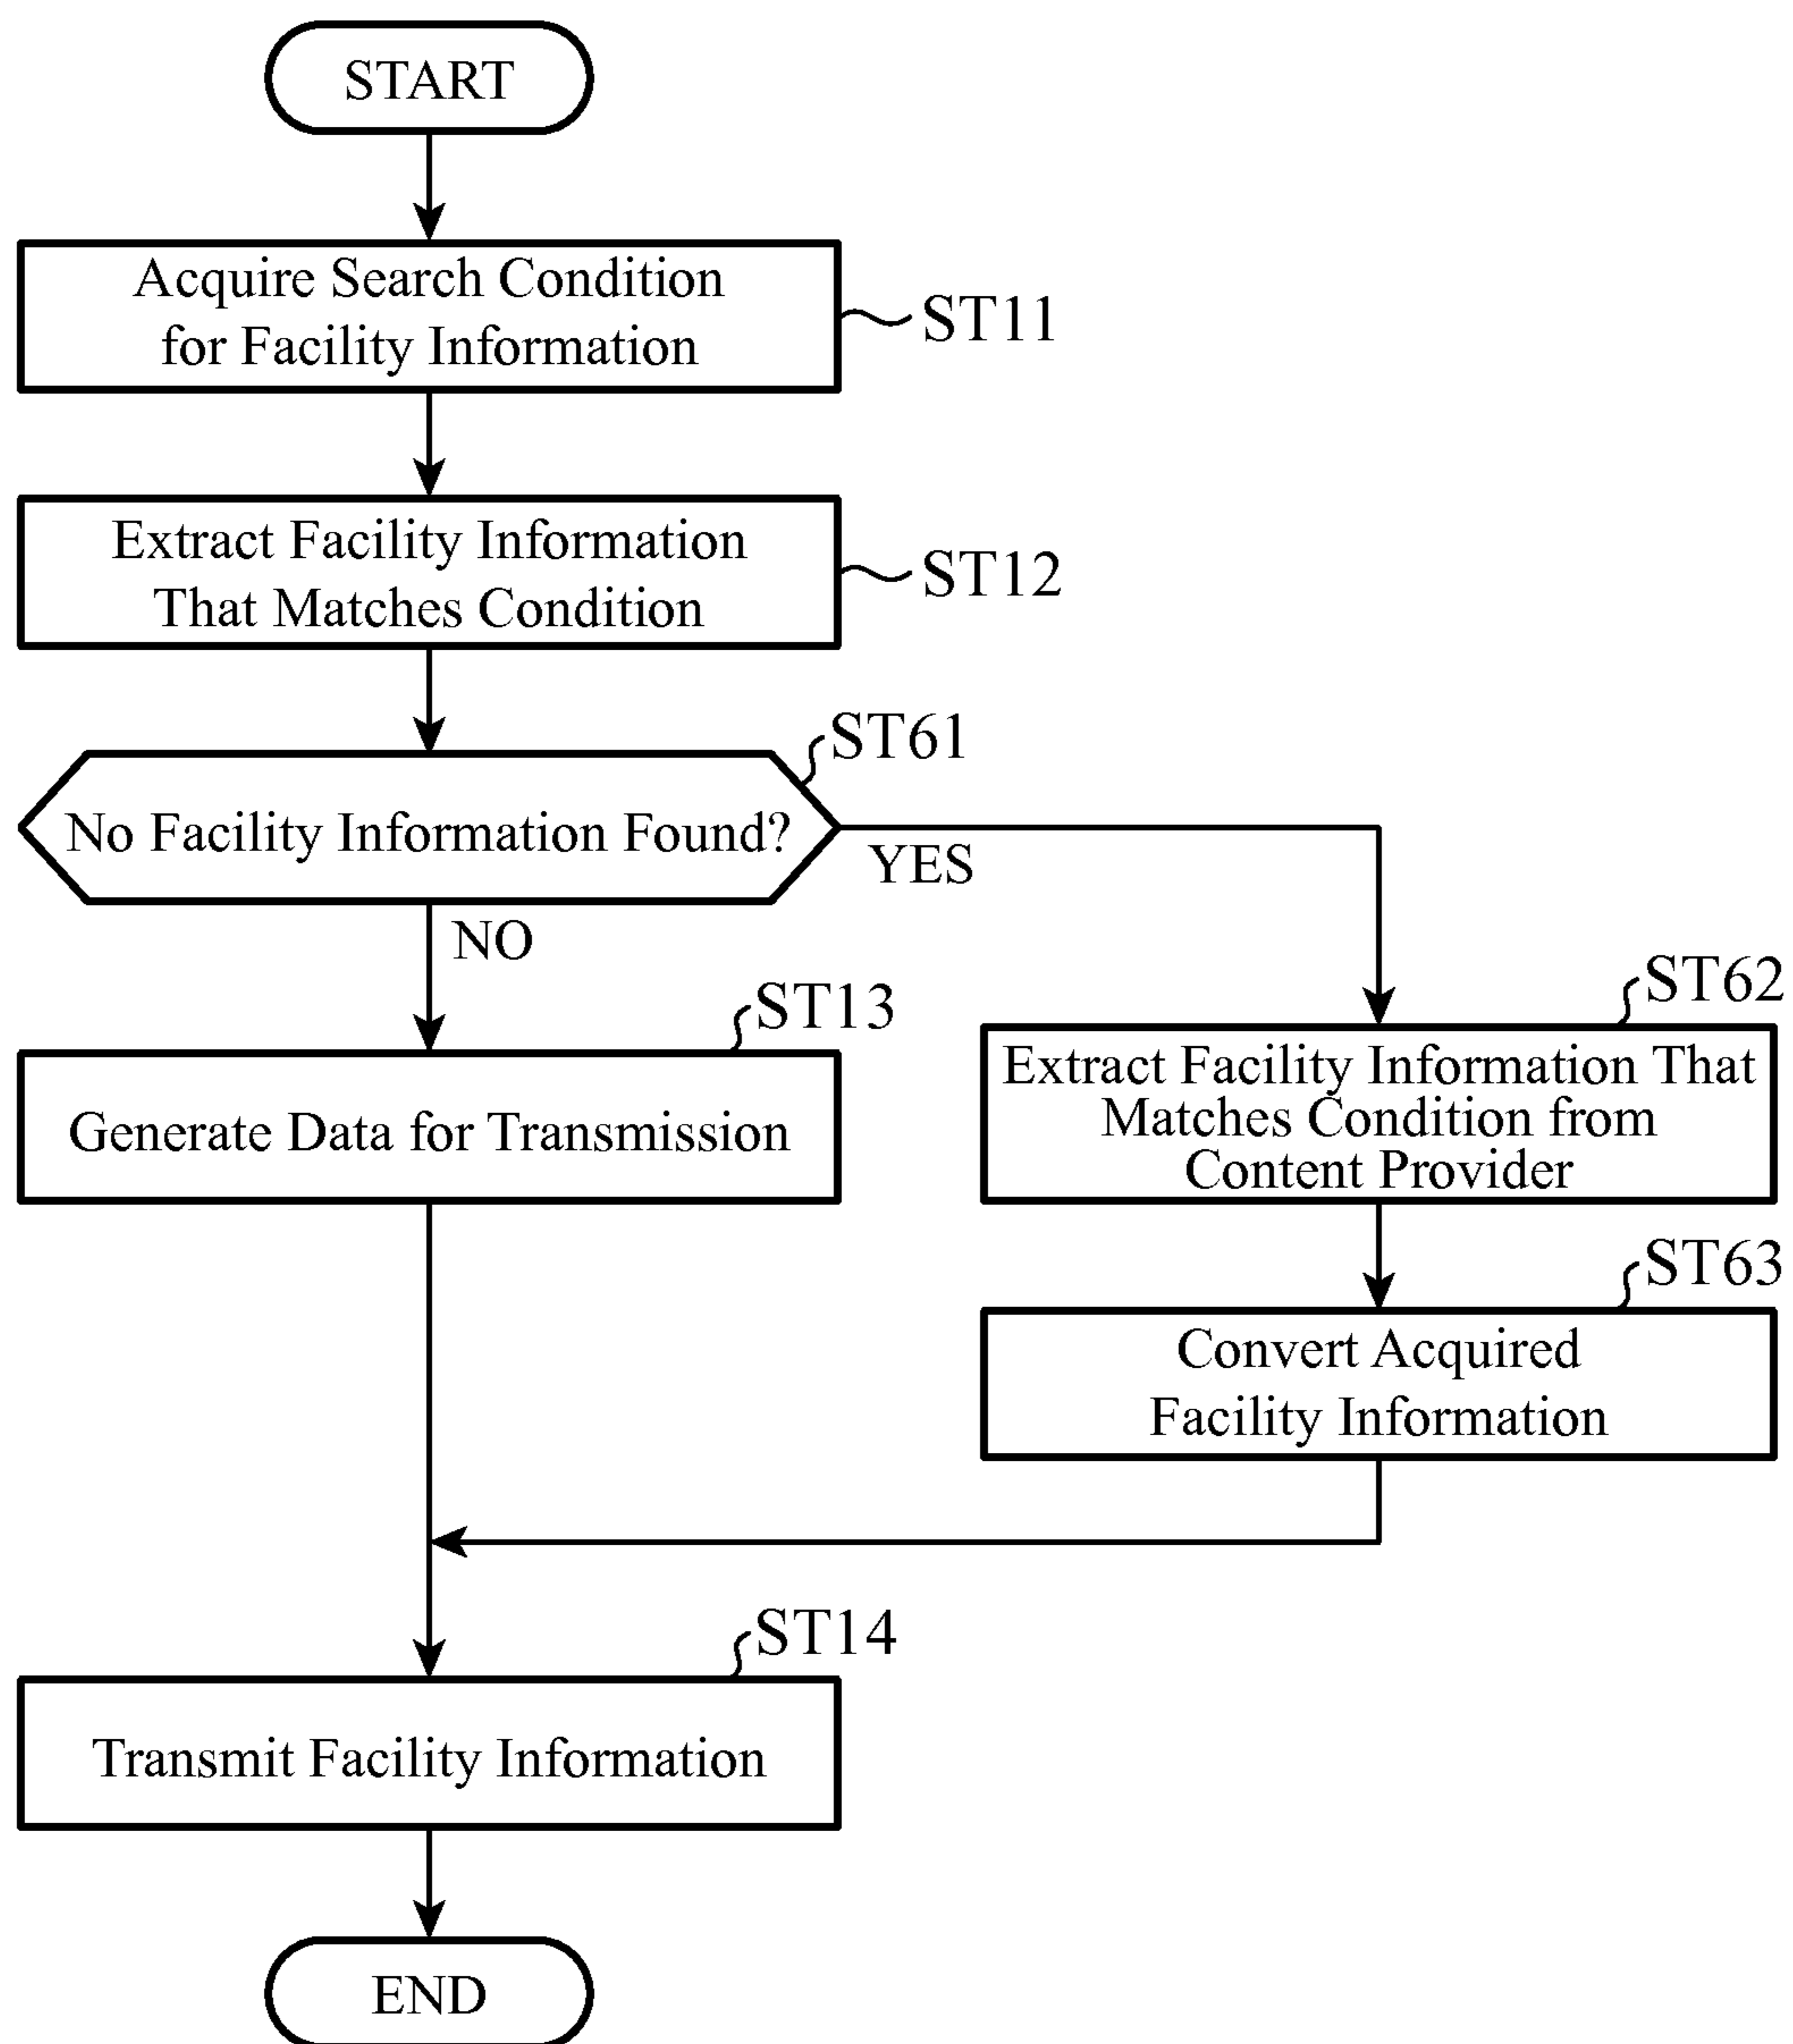 START
Acquire Search Condition
for Facility Information
ST11
Extract Facility Information
That Matches Condition
ST12
ST61
No Facility Information Found?
YES
NO
ST13
Generate Data for Transmission
ST62
Extract Facility Information That
Matches Condition from
Content Provider
ST63
Convert Acquired
Facility Information
ST14
Transmit Facility Information
END